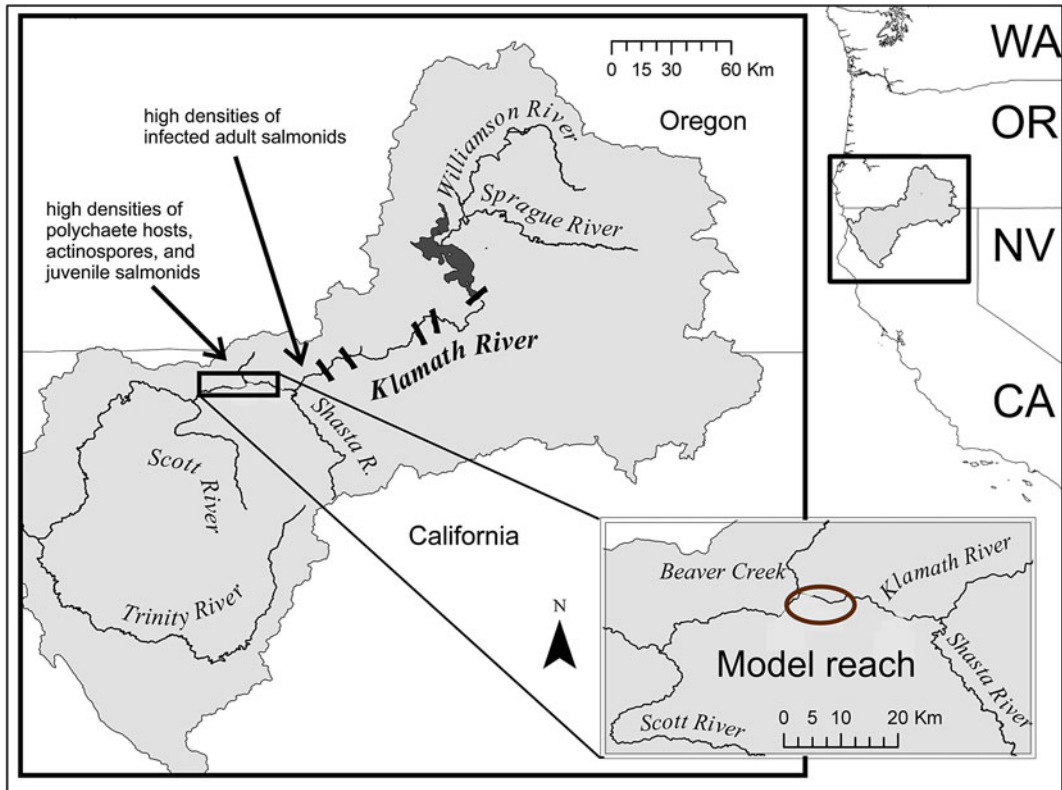 0 15 30 60 Km
Oregon
high densities of
infected adult salmonids
high densities of
polychaete hosts,
actinospores, and
juvenile salmonids
Williamson River
Sprague River
Klamath River
Shasta R.
Scott
River
Trinity River
California
N
WA
OR
NV
CA
Beaver Creek
Klamath River
Model reach
Shasta River
Scott River
0 5 10 20 Km